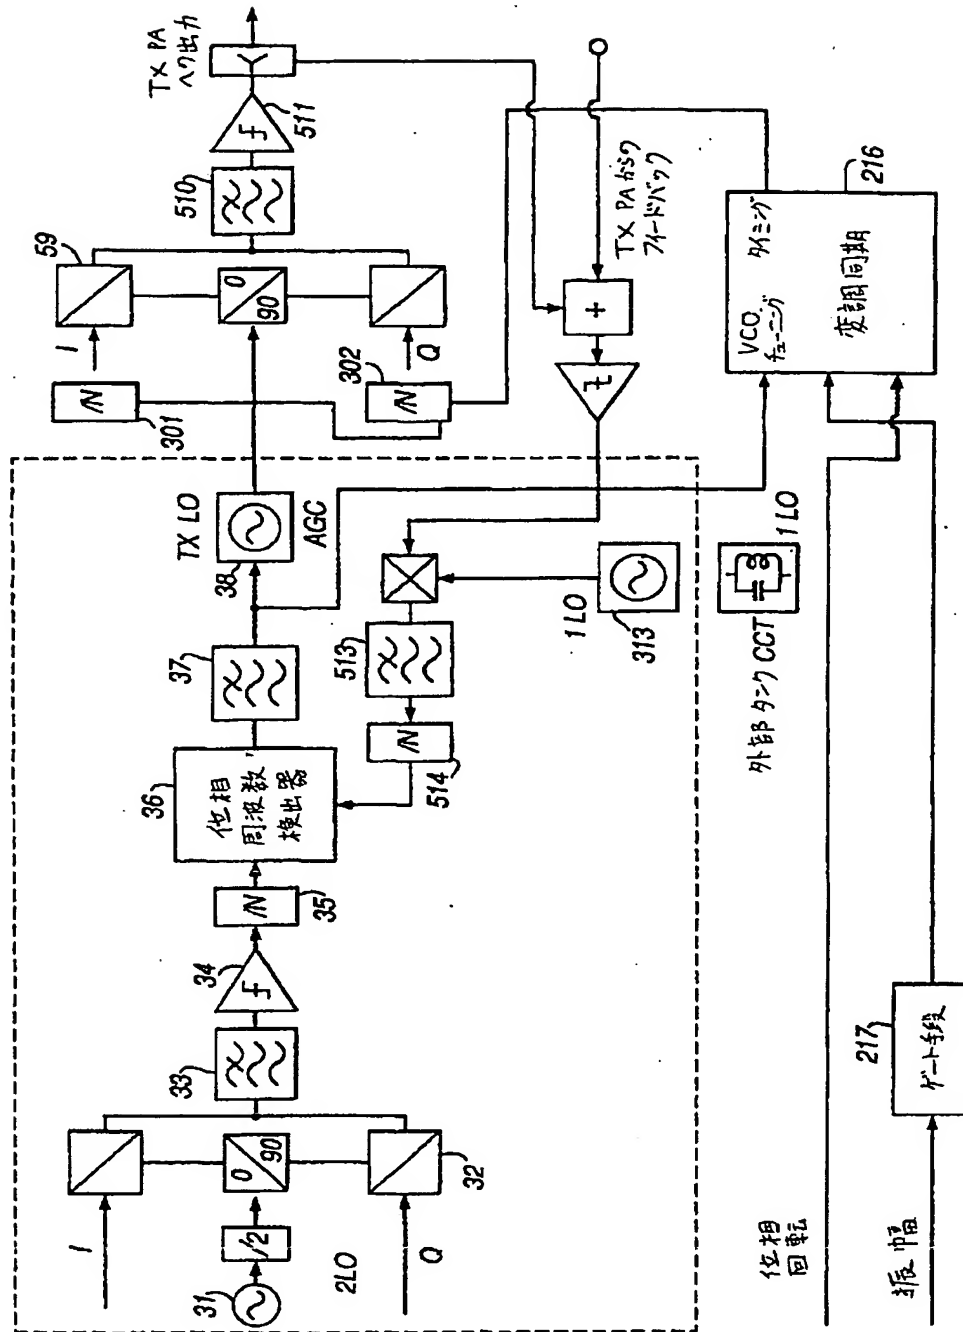 I
31
/2
2LO
Q
0
90
32
33
34
/N
35
位相,
周波数
検出器
36
37
TX LO
38
AGC
513
/N
514
1 LO
313
外部タンク CCT
1 LO
/N
301
/N
302
I
59
0
90
Q
510
511
TX PA
への出力
TX PAからの
フィードバック
+
VCO
チューニング
タイミング
変調同期
216
位相
回転
振幅
217
ゲート手段